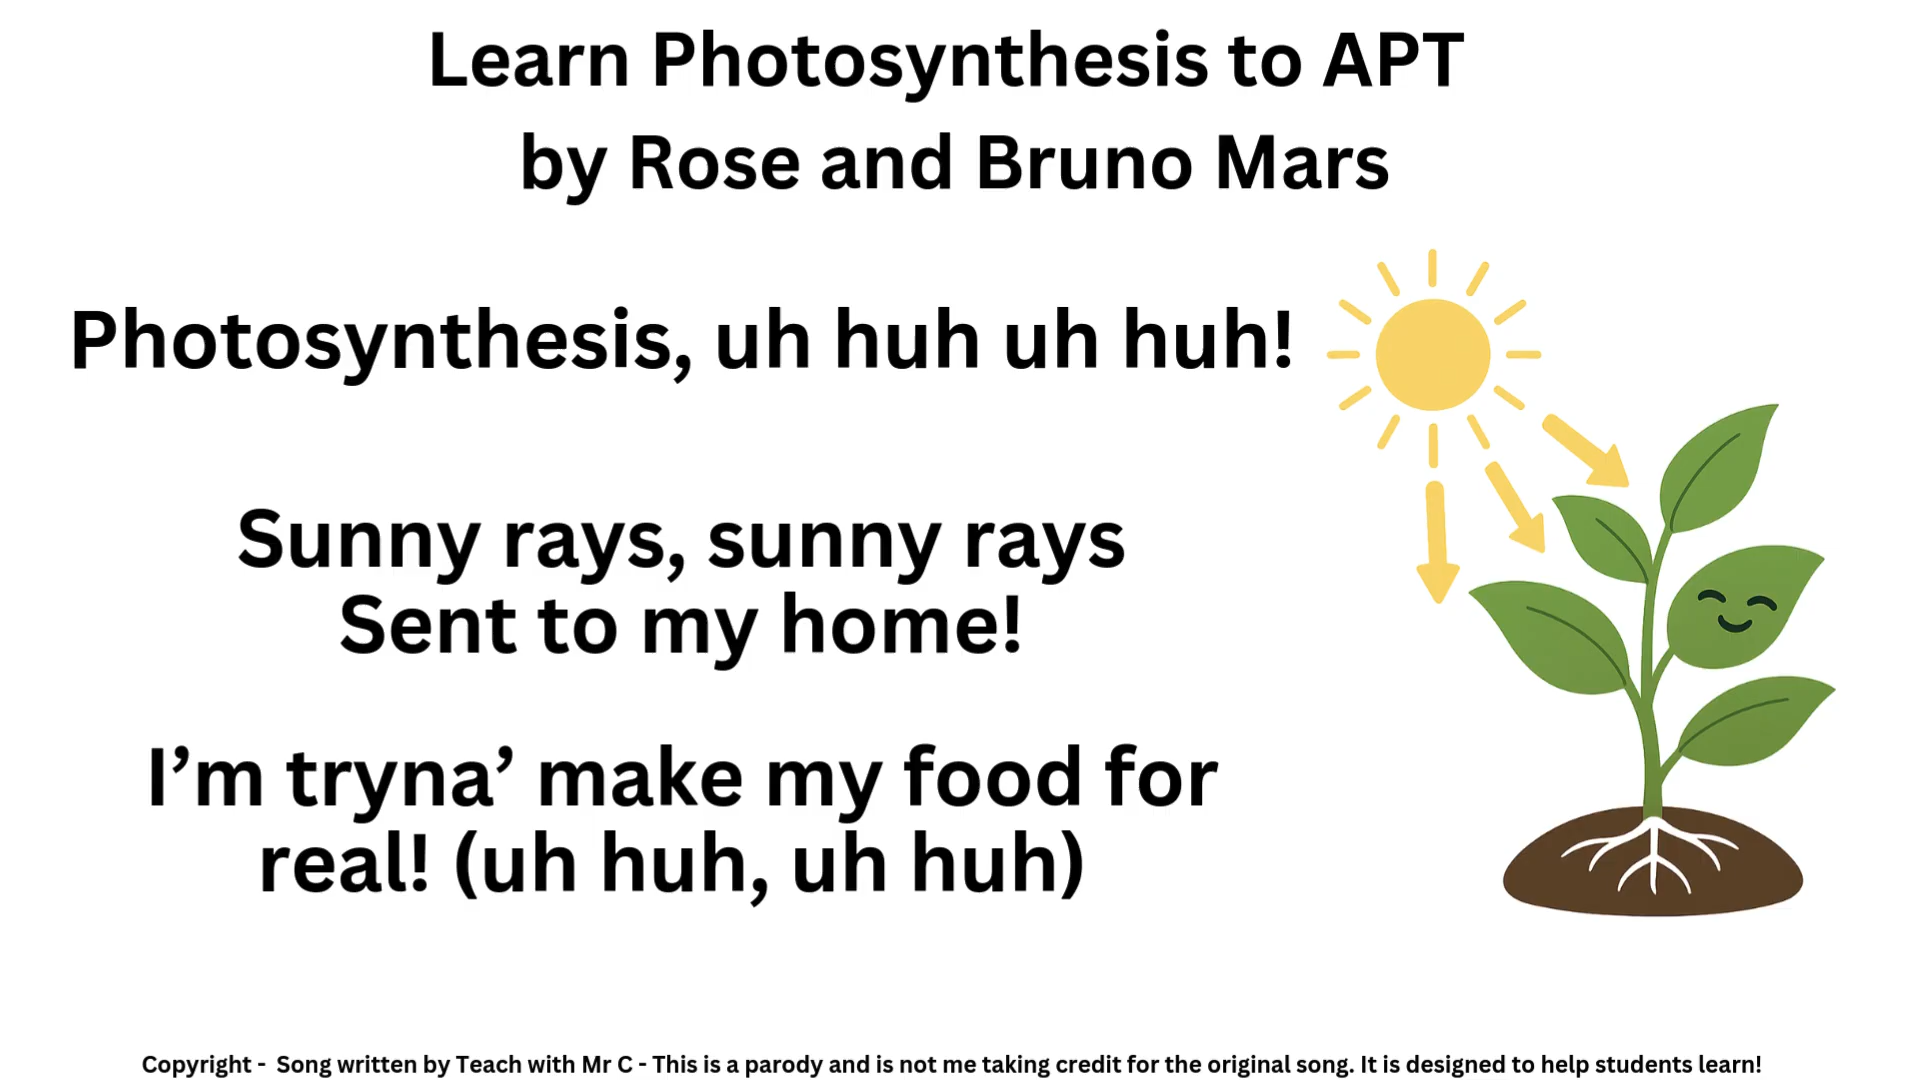 Learn Photosynthesis to APT
by Rose and Bruno Mars
Photosynthesis, uh huh uh huh!
Sunny rays, sunny rays
Sent to my home!
I’m tryna’ make my food for
real! (uh huh, uh huh)
Copyright - Song written by Teach with Mr C - This is a parody and is not me taking credit for the original song. It is designed to help students learn!